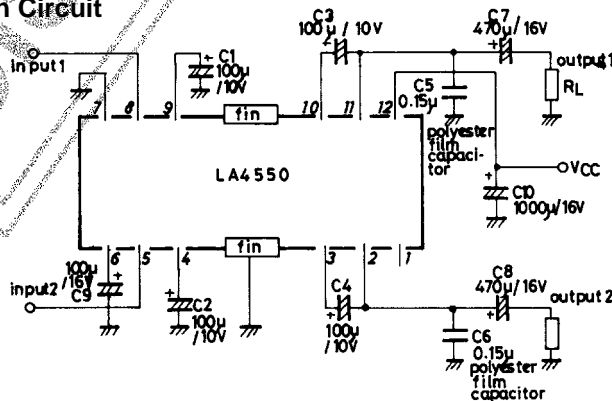 n Circuit
C3
100µ/10V
C7
470µ/16V
input1
C1
100µ
/10V
output1
C5
0.15µ
RL
7 8 9 fin 10 11 12
polyester
film
capaci-
tor
LA4550
VCC
C10
1000µ/16V
6 5 4 fin 3 2 1
100µ
/16V
C9
input2
C2
100µ
/10V
C4
100µ
/10V
C8
470µ/16V
output 2
C6
0.15µ
polyester
film
capacitor